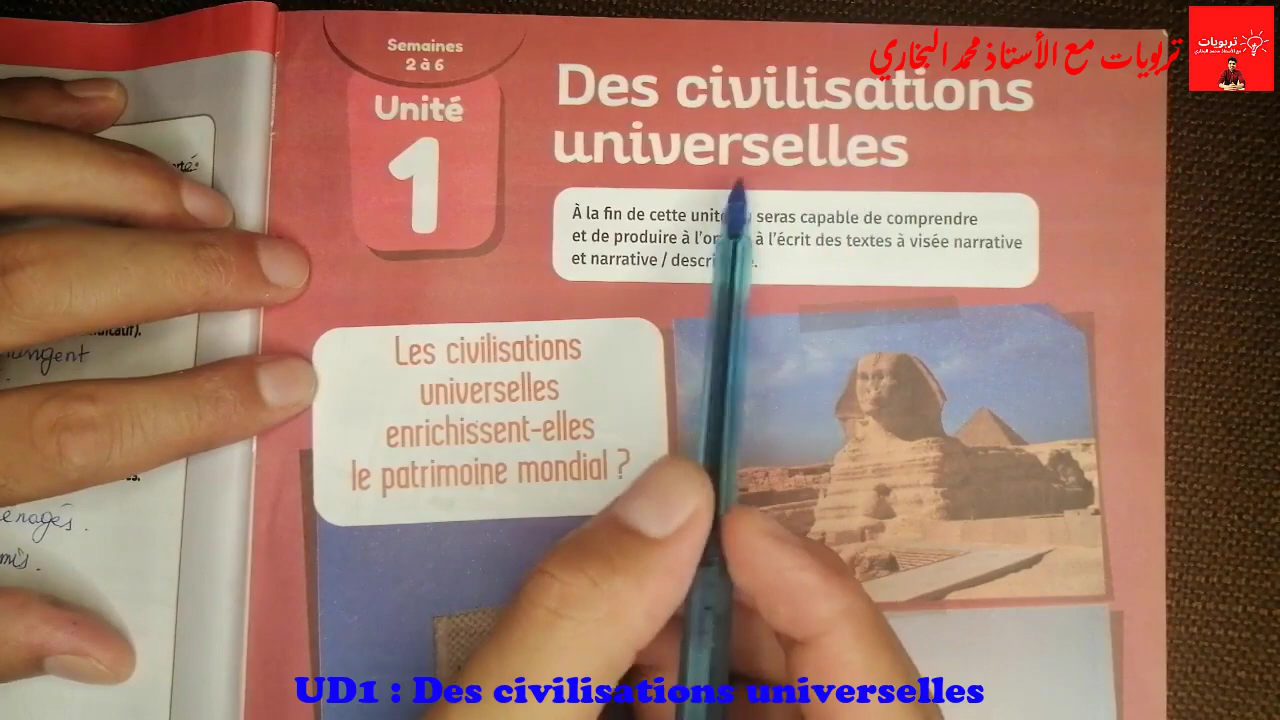 Semaines
2 à 6
Unité
1
Des civilisations
universelles
À la fin de cette unité seras capable de comprendre
et de produire à l'or à l'écrit des textes à visée narrative
et narrative / descri
Les civilisations
universelles
enrichissent-elles
le patrimoine mondial ?
تربويات مع الأستاذ محمد البخاري
تربويات
UD1 : Des civilisations universelles